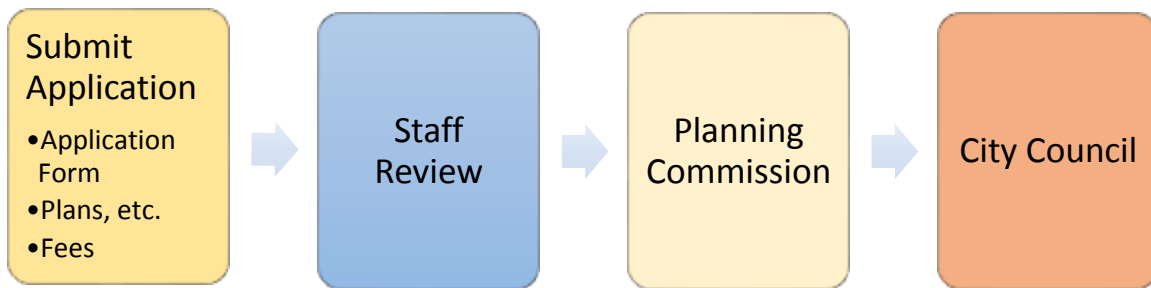 Submit
Application
•Application
Form
•Plans, etc.
•Fees
Staff
Review
Planning
Commission
City Council